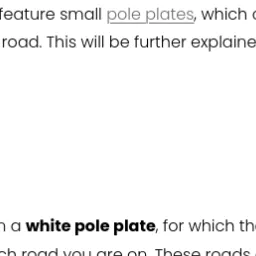 feature small pole plates, which
road. This will be further explaine
a white pole plate, for which th
ch road you are on. These roads